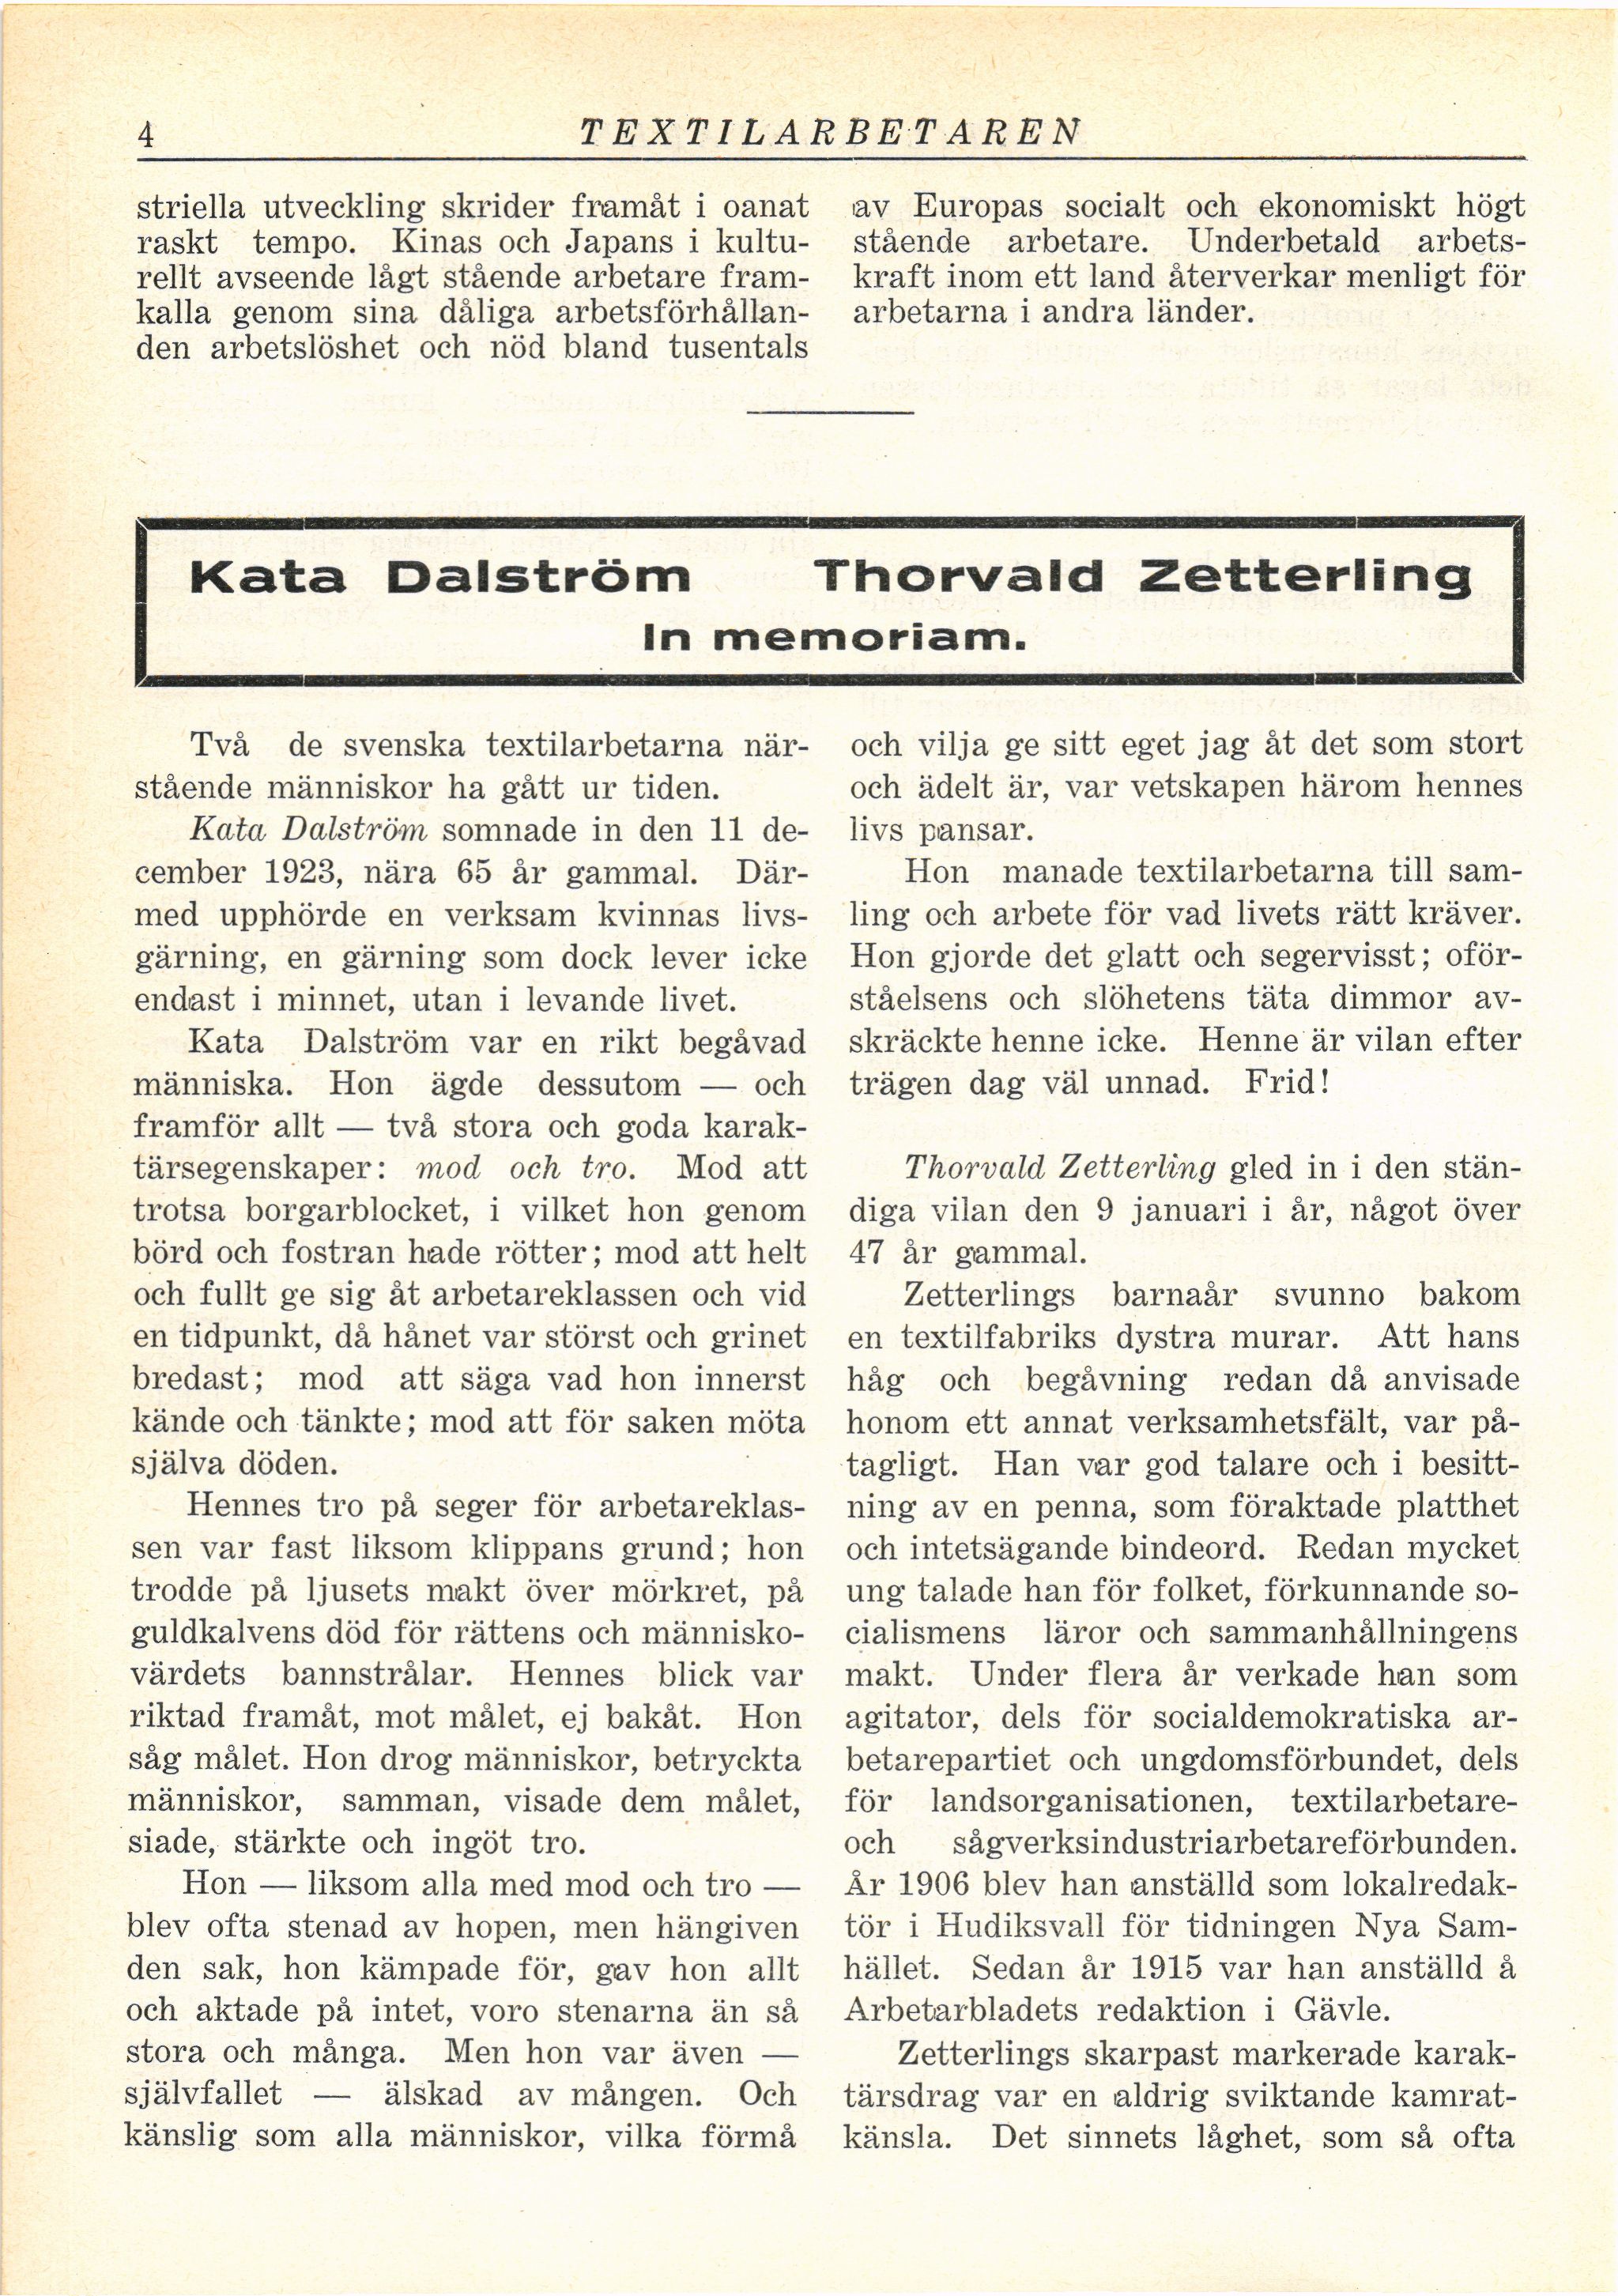 4
TEXTILARBETAREN
striella utveckling skrider framåt i oanat
raskt tempo. Kinas och Japans i kultu-
rellt avseende lågt stående arbetare fram-
kalla genom sina dåliga arbetsförhållan-
den arbetslöshet och nöd bland tusentals
av Europas socialt och ekonomiskt högt
stående arbetare. Underbetald arbets-
kraft inom ett land återverkar menligt för
arbetarna i andra länder.
Kata Dalström Thorvald Zetterling
In memoriam.
Två de svenska textilarbetarna när-
stående människor ha gått ur tiden.
Kata Dalström somnade in den 11 de-
cember 1923, nära 65 år gammal. Där-
med upphörde en verksam kvinnas livs-
gärning, en gärning som dock lever icke
endast i minnet, utan i levande livet.
Kata Dalström var en rikt begåvad
människa. Hon ägde dessutom — och
framför allt — två stora och goda karak-
tärsegenskaper: mod och tro. Mod att
trotsa borgarblocket, i vilket hon genom
börd och fostran hade rötter; mod att helt
och fullt ge sig åt arbetareklassen och vid
en tidpunkt, då hånet var störst och grinet
bredast; mod att säga vad hon innerst
kände och tänkte; mod att för saken möta
själva döden.
Hennes tro på seger för arbetareklas-
sen var fast liksom klippans grund; hon
trodde på ljusets makt över mörkret, på
guldkalvens död för rättens och människo-
värdets bannstrålar. Hennes blick var
riktad framåt, mot målet, ej bakåt. Hon
såg målet. Hon drog människor, betryckta
människor, samman, visade dem målet,
siade, stärkte och ingöt tro.
Hon — liksom alla med mod och tro —
blev ofta stenad av hopen, men hängiven
den sak, hon kämpade för, gav hon allt
och aktade på intet, voro stenarna än så
stora och många. Men hon var även —
självfallet — älskad av mången. Och
känslig som alla människor, vilka förmå
och vilja ge sitt eget jag åt det som stort
och ädelt är, var vetskapen härom hennes
livs pansar.
Hon manade textilarbetarna till sam-
ling och arbete för vad livets rätt kräver.
Hon gjorde det glatt och segervisst; oför-
ståelsens och slöhetens täta dimmor av-
skräckte henne icke. Henne är vilan efter
trägen dag väl unnad. Frid!
Thorvald Zetterling gled in i den stän-
diga vilan den 9 januari i år, något över
47 år gammal.
Zetterlings barnaår svunno bakom
en textilfabriks dystra murar. Att hans
håg och begåvning redan då anvisade
honom ett annat verksamhetsfält, var på-
tagligt. Han var god talare och i besitt-
ning av en penna, som föraktade platthet
och intetsägande bindeord. Redan mycket
ung talade han för folket, förkunnande so-
cialismens läror och sammanhållningens
makt. Under flera år verkade han som
agitator, dels för socialdemokratiska ar-
betarepartiet och ungdomsförbundet, dels
för landsorganisationen, textilarbetare-
och sågverksindustriarbetareförbunden.
År 1906 blev han anställd som lokalredak-
tör i Hudiksvall för tidningen Nya Sam-
hället. Sedan år 1915 var han anställd å
Arbetarbladets redaktion i Gävle.
Zetterlings skarpast markerade karak-
tärsdrag var en aldrig sviktande kamrat-
känsla. Det sinnets låghet, som så ofta